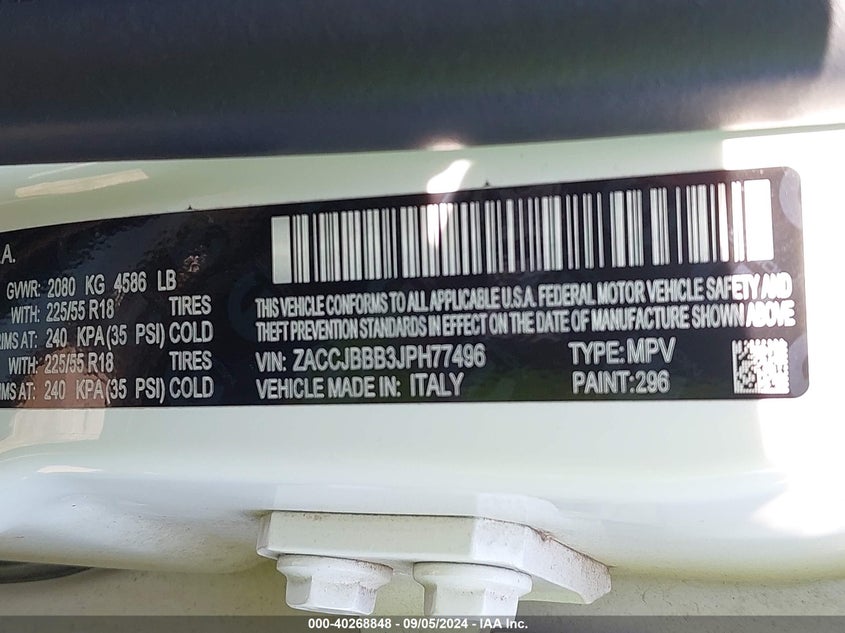 A.
GVWR: 2080 KG 4586 LB
WITH: 225/55 R18 TIRES
RIMS AT: 240 KPA(35 PSI) COLD
WITH: 225/55 R18 TIRES
RIMS AT: 240 KPA(35 PSI) COLD
THIS VEHICLE CONFORMS TO ALL APPLICABLE U.S.A. FEDERAL MOTOR VEHICLE SAFETY AND
THEFT PREVENTION STANDARDS IN EFFECT ON THE DATE OF MANUFACTURE SHOWN ABOVE
VIN: ZACCJBBB3JPH77496 TYPE: MPV
VEHICLE MADE IN: ITALY PAINT: 296
000-40268848 - 09/05/2024 - IAA Inc.